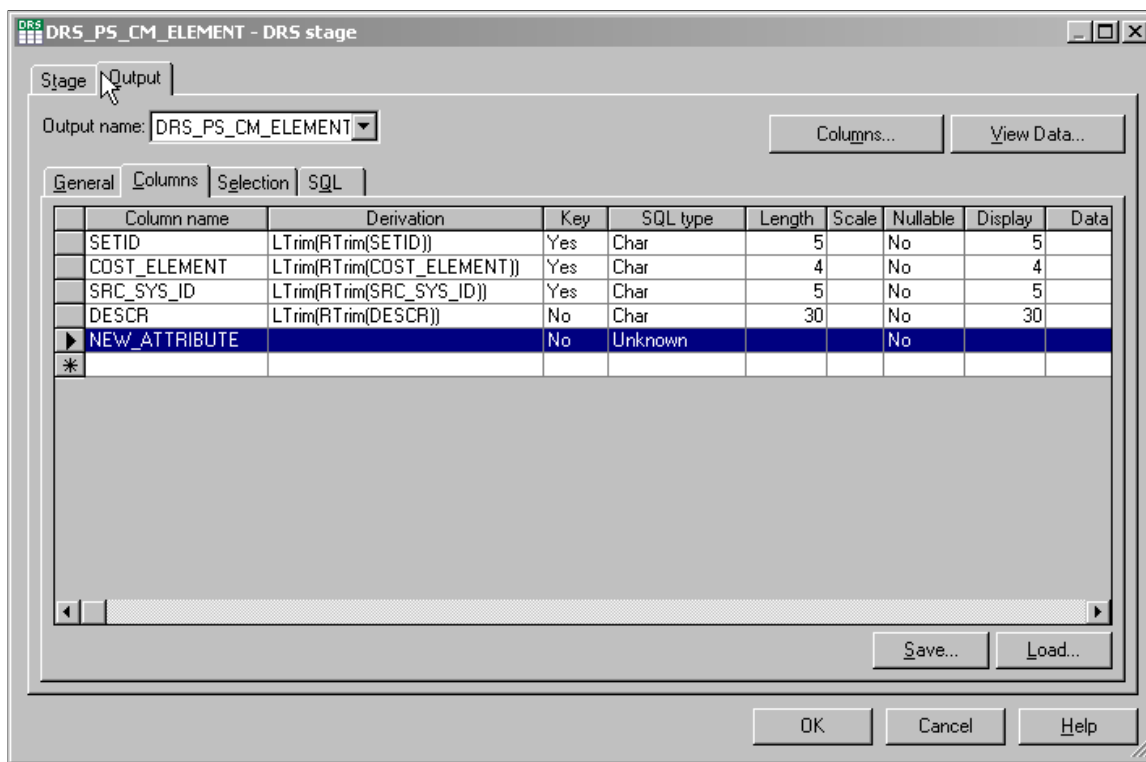 DRS DRS_PS_CM_ELEMENT - DRS stage
Stage Output
Output name: DRS_PS_CM_ELEMENT Columns... View Data...
General Columns Selection SQL
Column name Derivation Key SQL type Length Scale Nullable Display Data
SETID LTrim(RTrim(SETID)) Yes Char 5 No 5
COST_ELEMENT LTrim(RTrim(COST_ELEMENT)) Yes Char 4 No 4
SRC_SYS_ID LTrim(RTrim(SRC_SYS_ID)) Yes Char 5 No 5
DESCR LTrim(RTrim(DESCR)) No Char 30 No 30
NEW_ATTRIBUTE No Unknown No
Save... Load...
OK Cancel Help